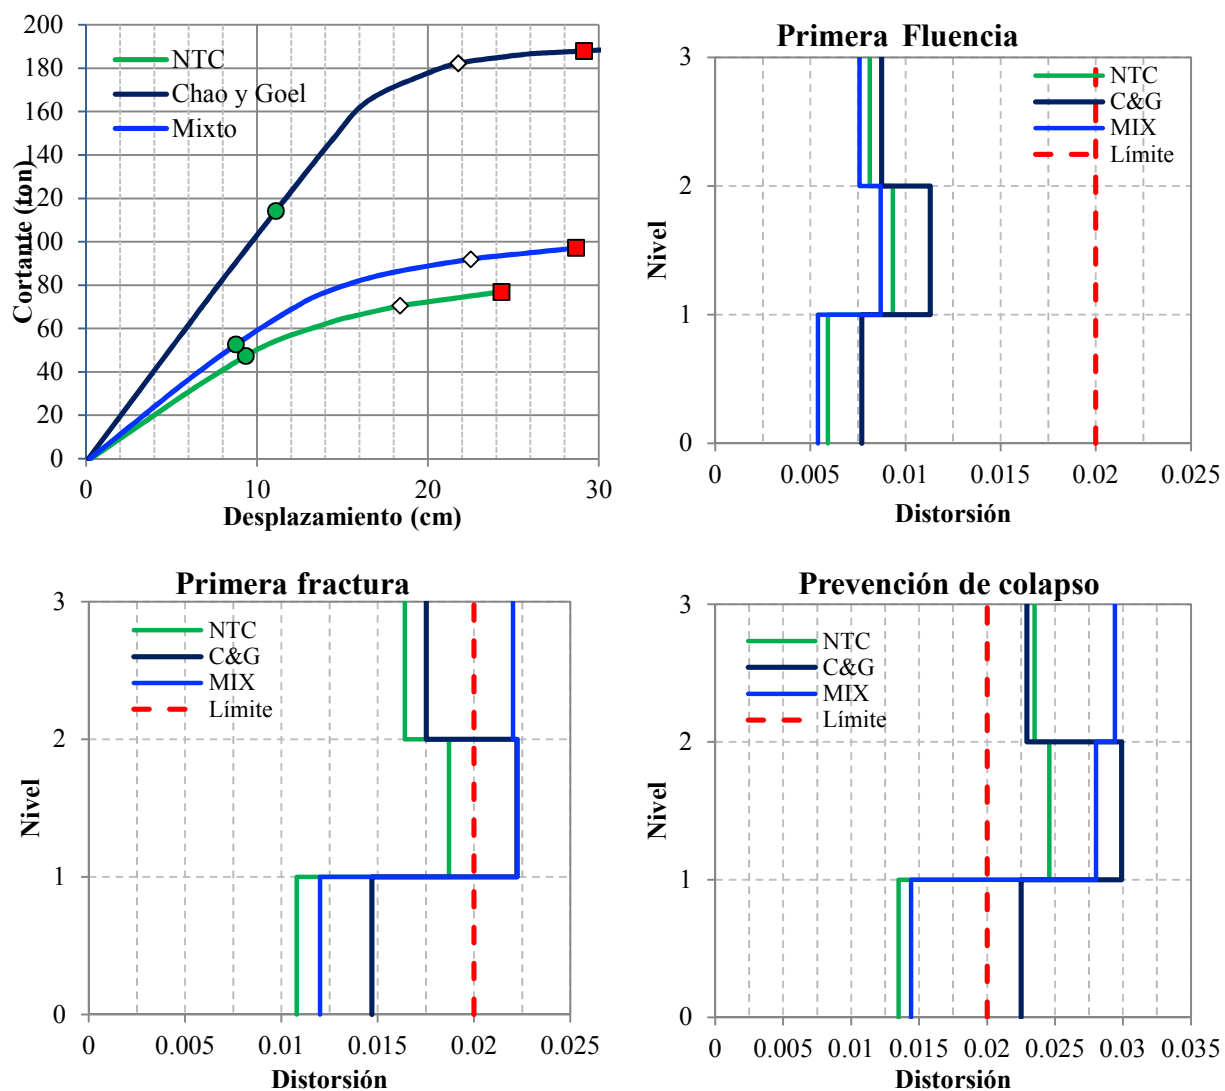 200
180
160
140
120
100
80
60
40
20
0
Cortante (ton)
NTC
Chao y Goel
Mixto
0 10 20 30
Desplazamiento (cm)
Primera Fluencia
3
2
1
0
Nivel
NTC
C&G
MIX
Límite
0 0.005 0.01 0.015 0.02 0.025
Distorsión
Primera fractura
3
2
1
0
Nivel
NTC
C&G
MIX
Límite
0 0.005 0.01 0.015 0.02 0.025
Distorsión
Prevención de colapso
3
2
1
0
Nivel
NTC
C&G
MIX
Límite
0 0.005 0.01 0.015 0.02 0.025 0.03 0.035
Distorsión